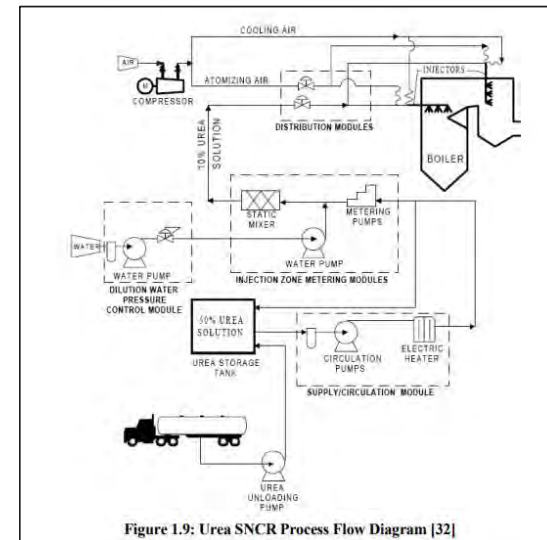 COOLING AIR
AIR
M
COMPRESSOR
ATOMIZING AIR
INJECTORS
DISTRIBUTION MODULES
BOILER
10% UREA
SOLUTION
STATIC
MIXER
METERING
PUMPS
WATER
WATER PUMP
WATER PUMP
DILUTION WATER
PRESSURE
CONTROL MODULE
INJECTION ZONE METERING MODULES
50% UREA
SOLUTION
UREA STORAGE
TANK
CIRCULATION
PUMPS
ELECTRIC
HEATER
SUPPLY/CIRCULATION MODULE
UREA
UNLOADING
PUMP
Figure 1.9: Urea SNCR Process Flow Diagram [32]